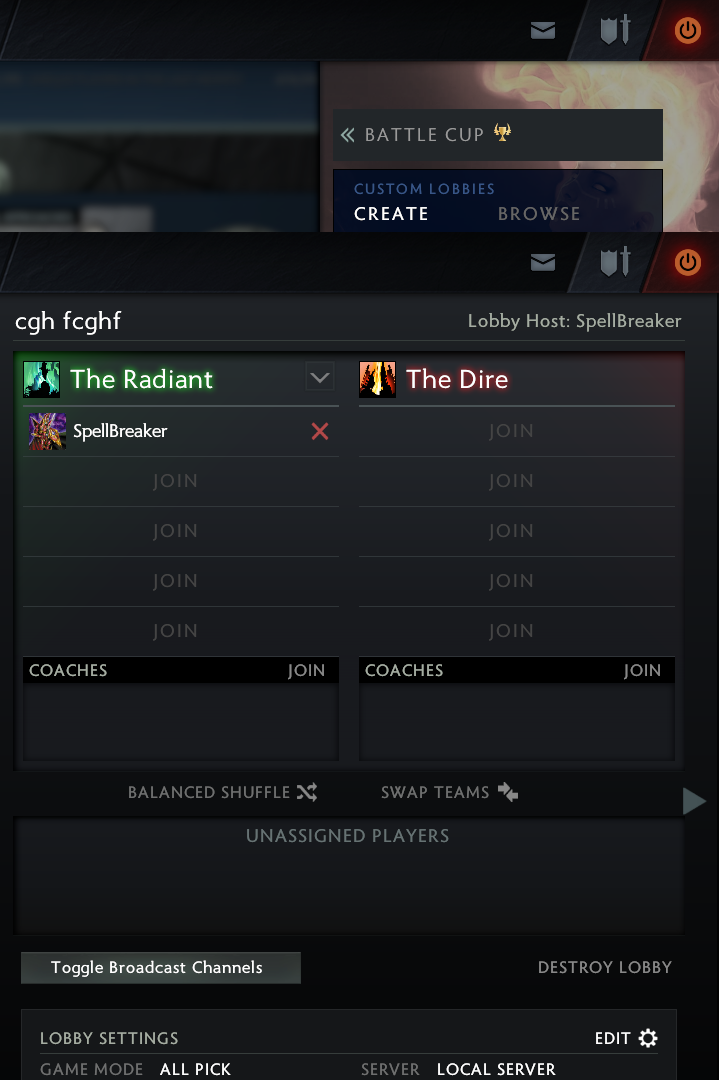 BATTLE CUP
CUSTOM LOBBIES
CREATE BROWSE
cgh fcghf Lobby Host: SpellBreaker
The Radiant The Dire
SpellBreaker JOIN
JOIN JOIN
JOIN JOIN
JOIN JOIN
JOIN JOIN
COACHES JOIN COACHES JOIN
BALANCED SHUFFLE SWAP TEAMS
UNASSIGNED PLAYERS
Toggle Broadcast Channels DESTROY LOBBY
LOBBY SETTINGS EDIT
GAME MODE ALL PICK SERVER LOCAL SERVER